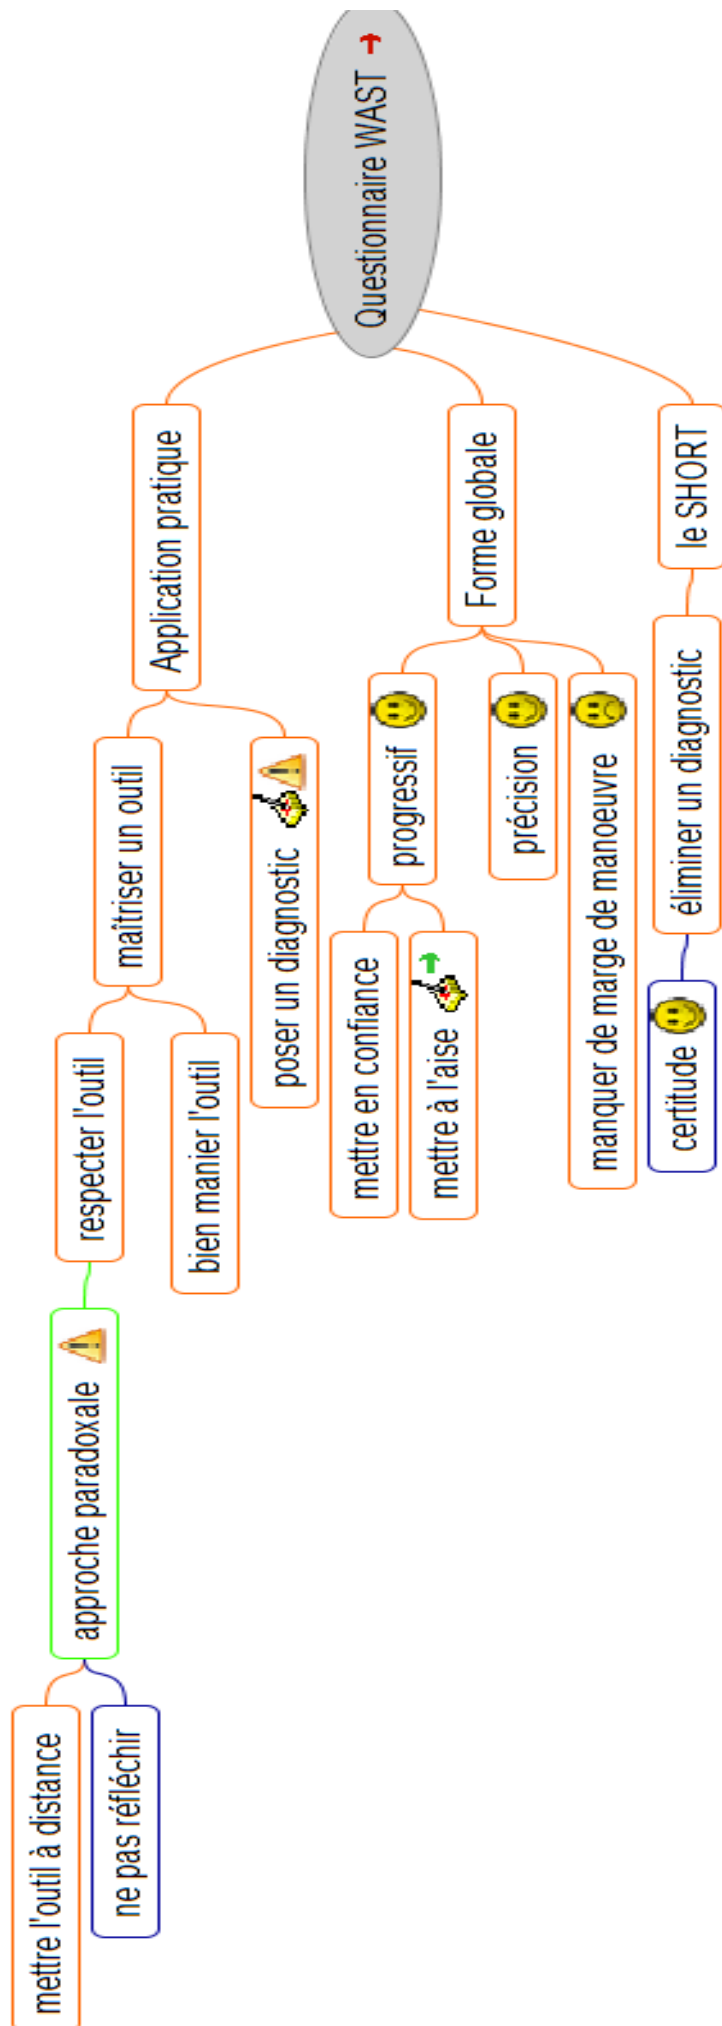 Questionnaire WAST
Application pratique
maîtriser un outil
respecter l'outil
approche paradoxale
mettre l'outil à distance
ne pas réfléchir
bien manier l'outil
poser un diagnostic
Forme globale
progressif
mettre en confiance
mettre à l'aise
précision
manquer de marge de manoeuvre
le SHORT
éliminer un diagnostic
certitude